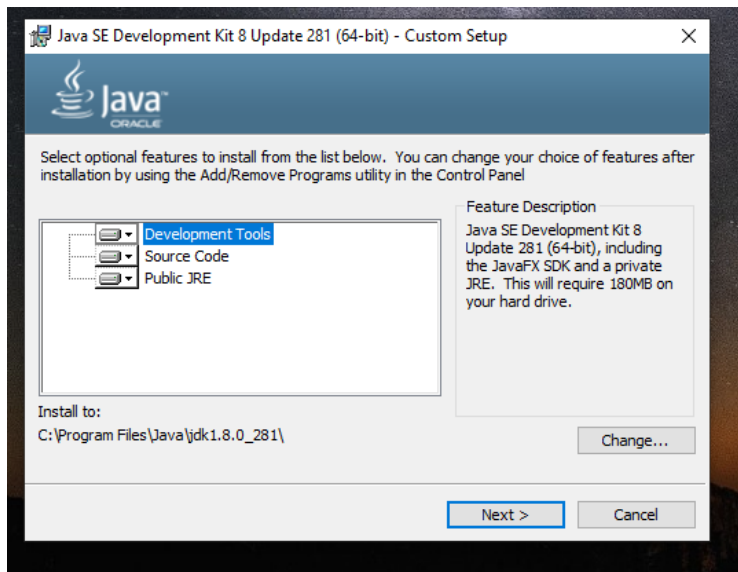 Java SE Development Kit 8 Update 281 (64-bit) - Custom Setup
Java™
ORACLE
Select optional features to install from the list below. You can change your choice of features after
installation by using the Add/Remove Programs utility in the Control Panel
Development Tools
Source Code
Public JRE
Feature Description
Java SE Development Kit 8
Update 281 (64-bit), including
the JavaFX SDK and a private
JRE. This will require 180MB on
your hard drive.
Install to:
C:\Program Files\Java\jdk1.8.0_281\
Change...
Next >
Cancel